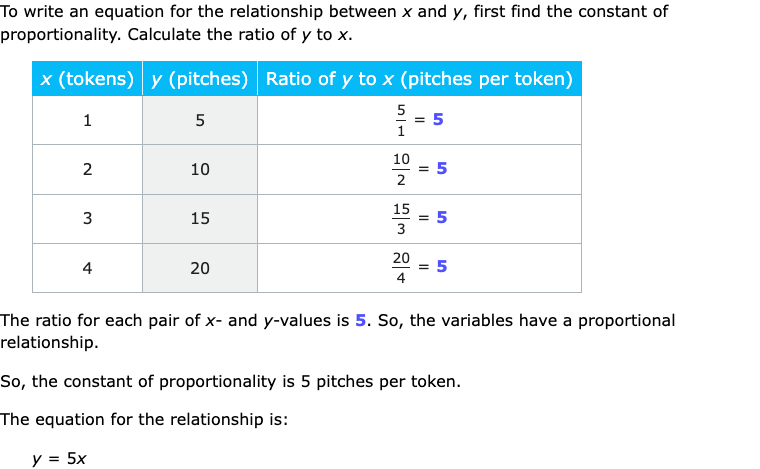 To write an equation for the relationship between x and y, first find the constant of
proportionality. Calculate the ratio of y to x.
x (tokens) y (pitches) Ratio of y to x (pitches per token)
1 5 5/1 = 5
2 10 10/2 = 5
3 15 15/3 = 5
4 20 20/4 = 5
The ratio for each pair of x- and y-values is 5. So, the variables have a proportional
relationship.
So, the constant of proportionality is 5 pitches per token.
The equation for the relationship is:
y = 5x